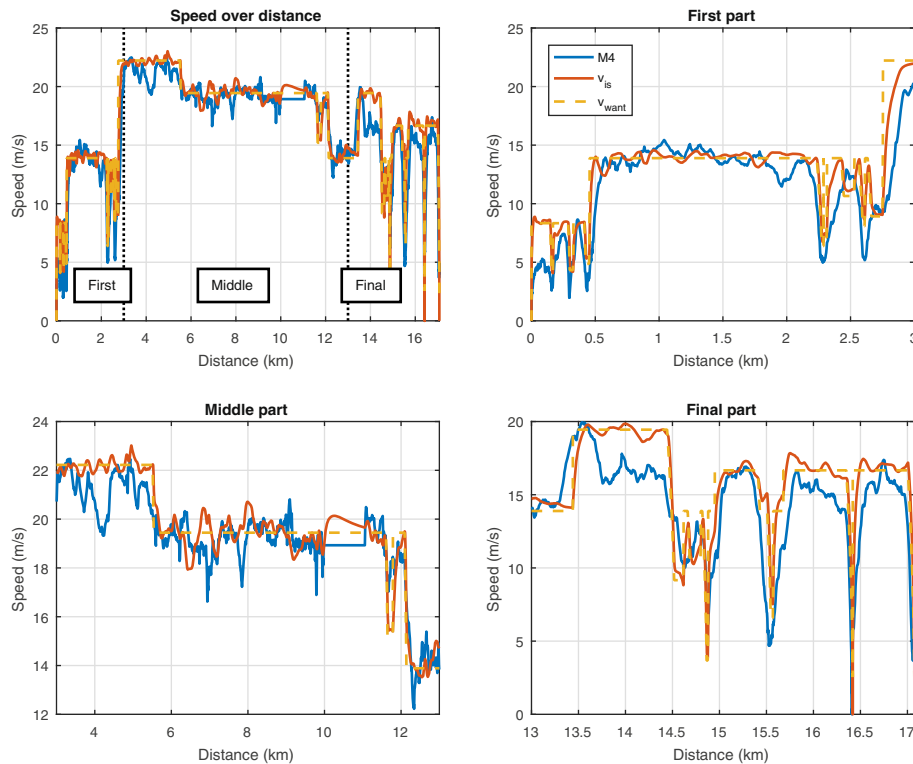 Speed over distance
25
20
15
10
5
0
Speed (m/s)
First
Middle
Final
0 2 4 6 8 10 12 14 16
Distance (km)
First part
25
20
15
10
5
0
Speed (m/s)
M4
v_is
v_want
0 0.5 1 1.5 2 2.5 3
Distance (km)
Middle part
24
22
20
18
16
14
12
Speed (m/s)
4 6 8 10 12
Distance (km)
Final part
20
15
10
5
0
Speed (m/s)
13 13.5 14 14.5 15 15.5 16 16.5 17
Distance (km)